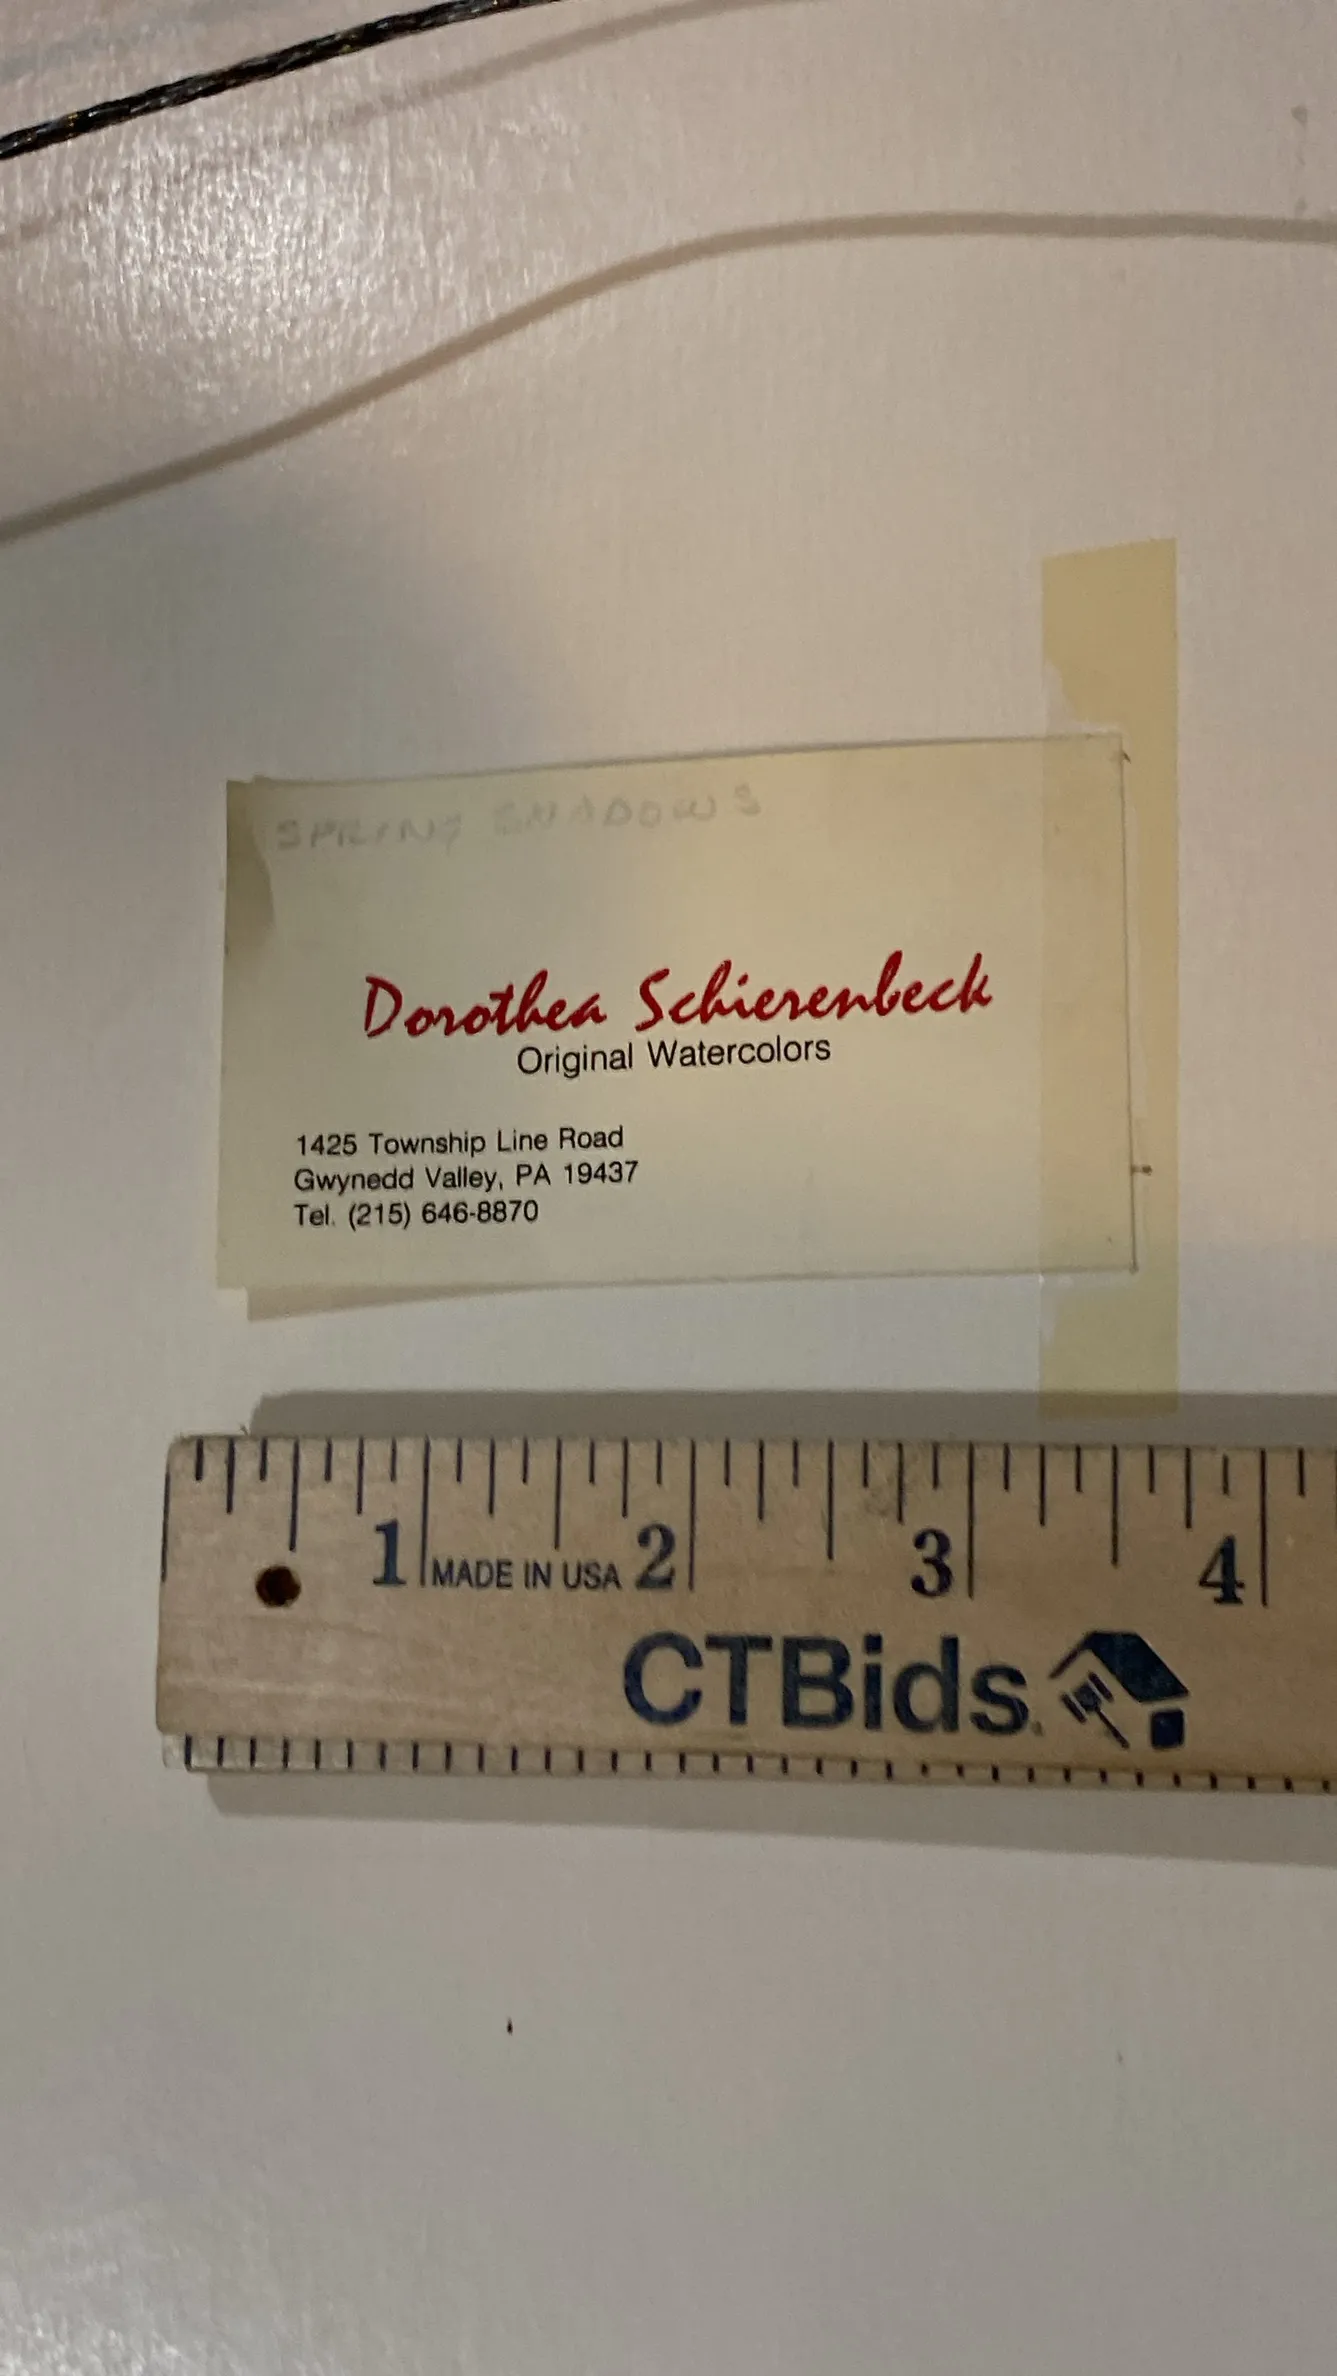 SPRING SHADOWS
Dorothea Schierenbeck
Original Watercolors
1425 Township Line Road
Gwynedd Valley, PA 19437
Tel. (215) 646-8870
1 MADE IN USA 2 3 4
CTBids.